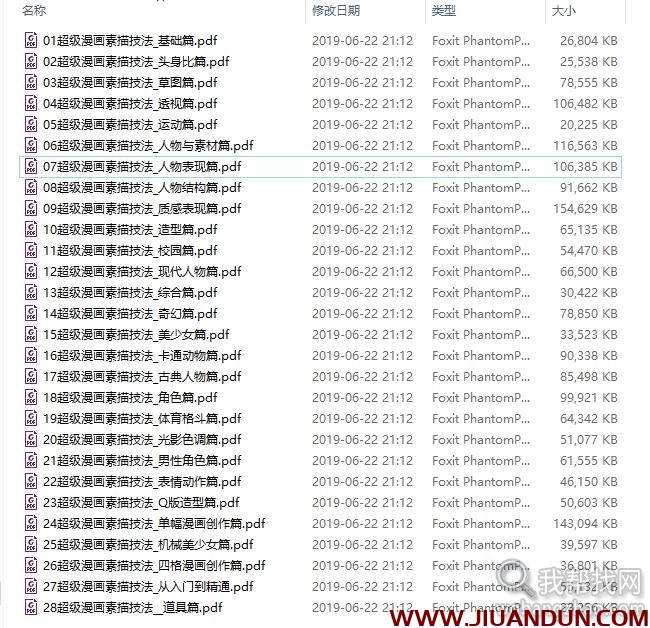 名称 修改日期 类型 大小
01超级漫画素描技法_基础篇.pdf 2019-06-22 21:12 Foxit PhantomP... 26,804 KB
02超级漫画素描技法_头身比篇.pdf 2019-06-22 21:12 Foxit PhantomP... 25,538 KB
03超级漫画素描技法_草图篇.pdf 2019-06-22 21:12 Foxit PhantomP... 78,555 KB
04超级漫画素描技法_透视篇.pdf 2019-06-22 21:12 Foxit PhantomP... 106,482 KB
05超级漫画素描技法_运动篇.pdf 2019-06-22 21:12 Foxit PhantomP... 20,225 KB
06超级漫画素描技法_人物与素材篇.pdf 2019-06-22 21:12 Foxit PhantomP... 116,563 KB
07超级漫画素描技法_人物表现篇.pdf 2019-06-22 21:12 Foxit PhantomP... 106,385 KB
08超级漫画素描技法_人物结构篇.pdf 2019-06-22 21:12 Foxit PhantomP... 91,662 KB
09超级漫画素描技法_质感表现篇.pdf 2019-06-22 21:12 Foxit PhantomP... 154,629 KB
10超级漫画素描技法_造型篇.pdf 2019-06-22 21:12 Foxit PhantomP... 65,135 KB
11超级漫画素描技法_校园篇.pdf 2019-06-22 21:12 Foxit PhantomP... 54,470 KB
12超级漫画素描技法_现代人物篇.pdf 2019-06-22 21:12 Foxit PhantomP... 66,500 KB
13超级漫画素描技法_综合篇.pdf 2019-06-22 21:12 Foxit PhantomP... 30,422 KB
14超级漫画素描技法_奇幻篇.pdf 2019-06-22 21:12 Foxit PhantomP... 78,850 KB
15超级漫画素描技法_美少女篇.pdf 2019-06-22 21:12 Foxit PhantomP... 33,523 KB
16超级漫画素描技法_卡通动物篇.pdf 2019-06-22 21:12 Foxit PhantomP... 90,338 KB
17超级漫画素描技法_古典人物篇.pdf 2019-06-22 21:12 Foxit PhantomP... 85,498 KB
18超级漫画素描技法_角色篇.pdf 2019-06-22 21:12 Foxit PhantomP... 99,921 KB
19超级漫画素描技法_体育格斗篇.pdf 2019-06-22 21:12 Foxit PhantomP... 64,342 KB
20超级漫画素描技法_光影色调篇.pdf 2019-06-22 21:12 Foxit PhantomP... 51,077 KB
21超级漫画素描技法_男性角色篇.pdf 2019-06-22 21:12 Foxit PhantomP... 61,555 KB
22超级漫画素描技法_表情动作篇.pdf 2019-06-22 21:12 Foxit PhantomP... 46,150 KB
23超级漫画素描技法_Q版造型篇.pdf 2019-06-22 21:12 Foxit PhantomP... 50,603 KB
24超级漫画素描技法_单幅漫画创作篇.pdf 2019-06-22 21:12 Foxit PhantomP... 143,094 KB
25超级漫画素描技法_机械美少女篇.pdf 2019-06-22 21:12 Foxit PhantomP... 39,597 KB
26超级漫画素描技法_四格漫画创作篇.pdf 2019-06-22 21:12 Foxit PhantomP... 36,801 KB
27超级漫画素描技法_从入门到精通.pdf 2019-06-22 21:12 Foxit PhantomP... KB
我帮找网
28超级漫画素描技法__道具篇.pdf 2019-06-22 21:12 KB
WWW.JIUANDUN.COM